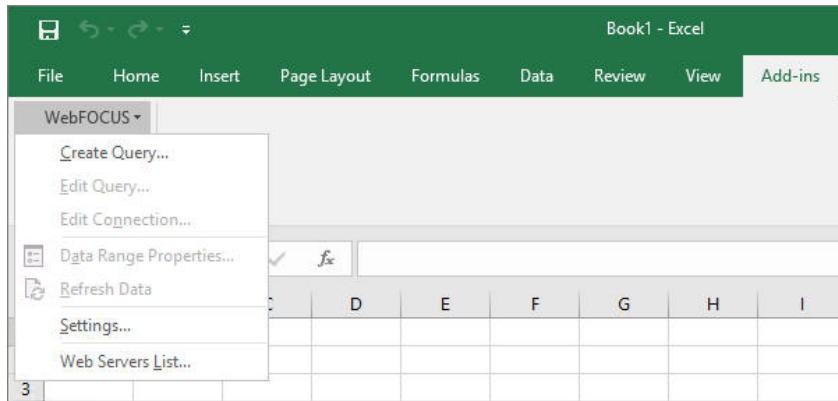 Book1 - Excel
File Home Insert Page Layout Formulas Data Review View Add-ins
WebFOCUS
Create Query...
Edit Query...
Edit Connection...
Data Range Properties...
fx
Refresh Data
D E F G H I
Settings...
Web Servers List...
3